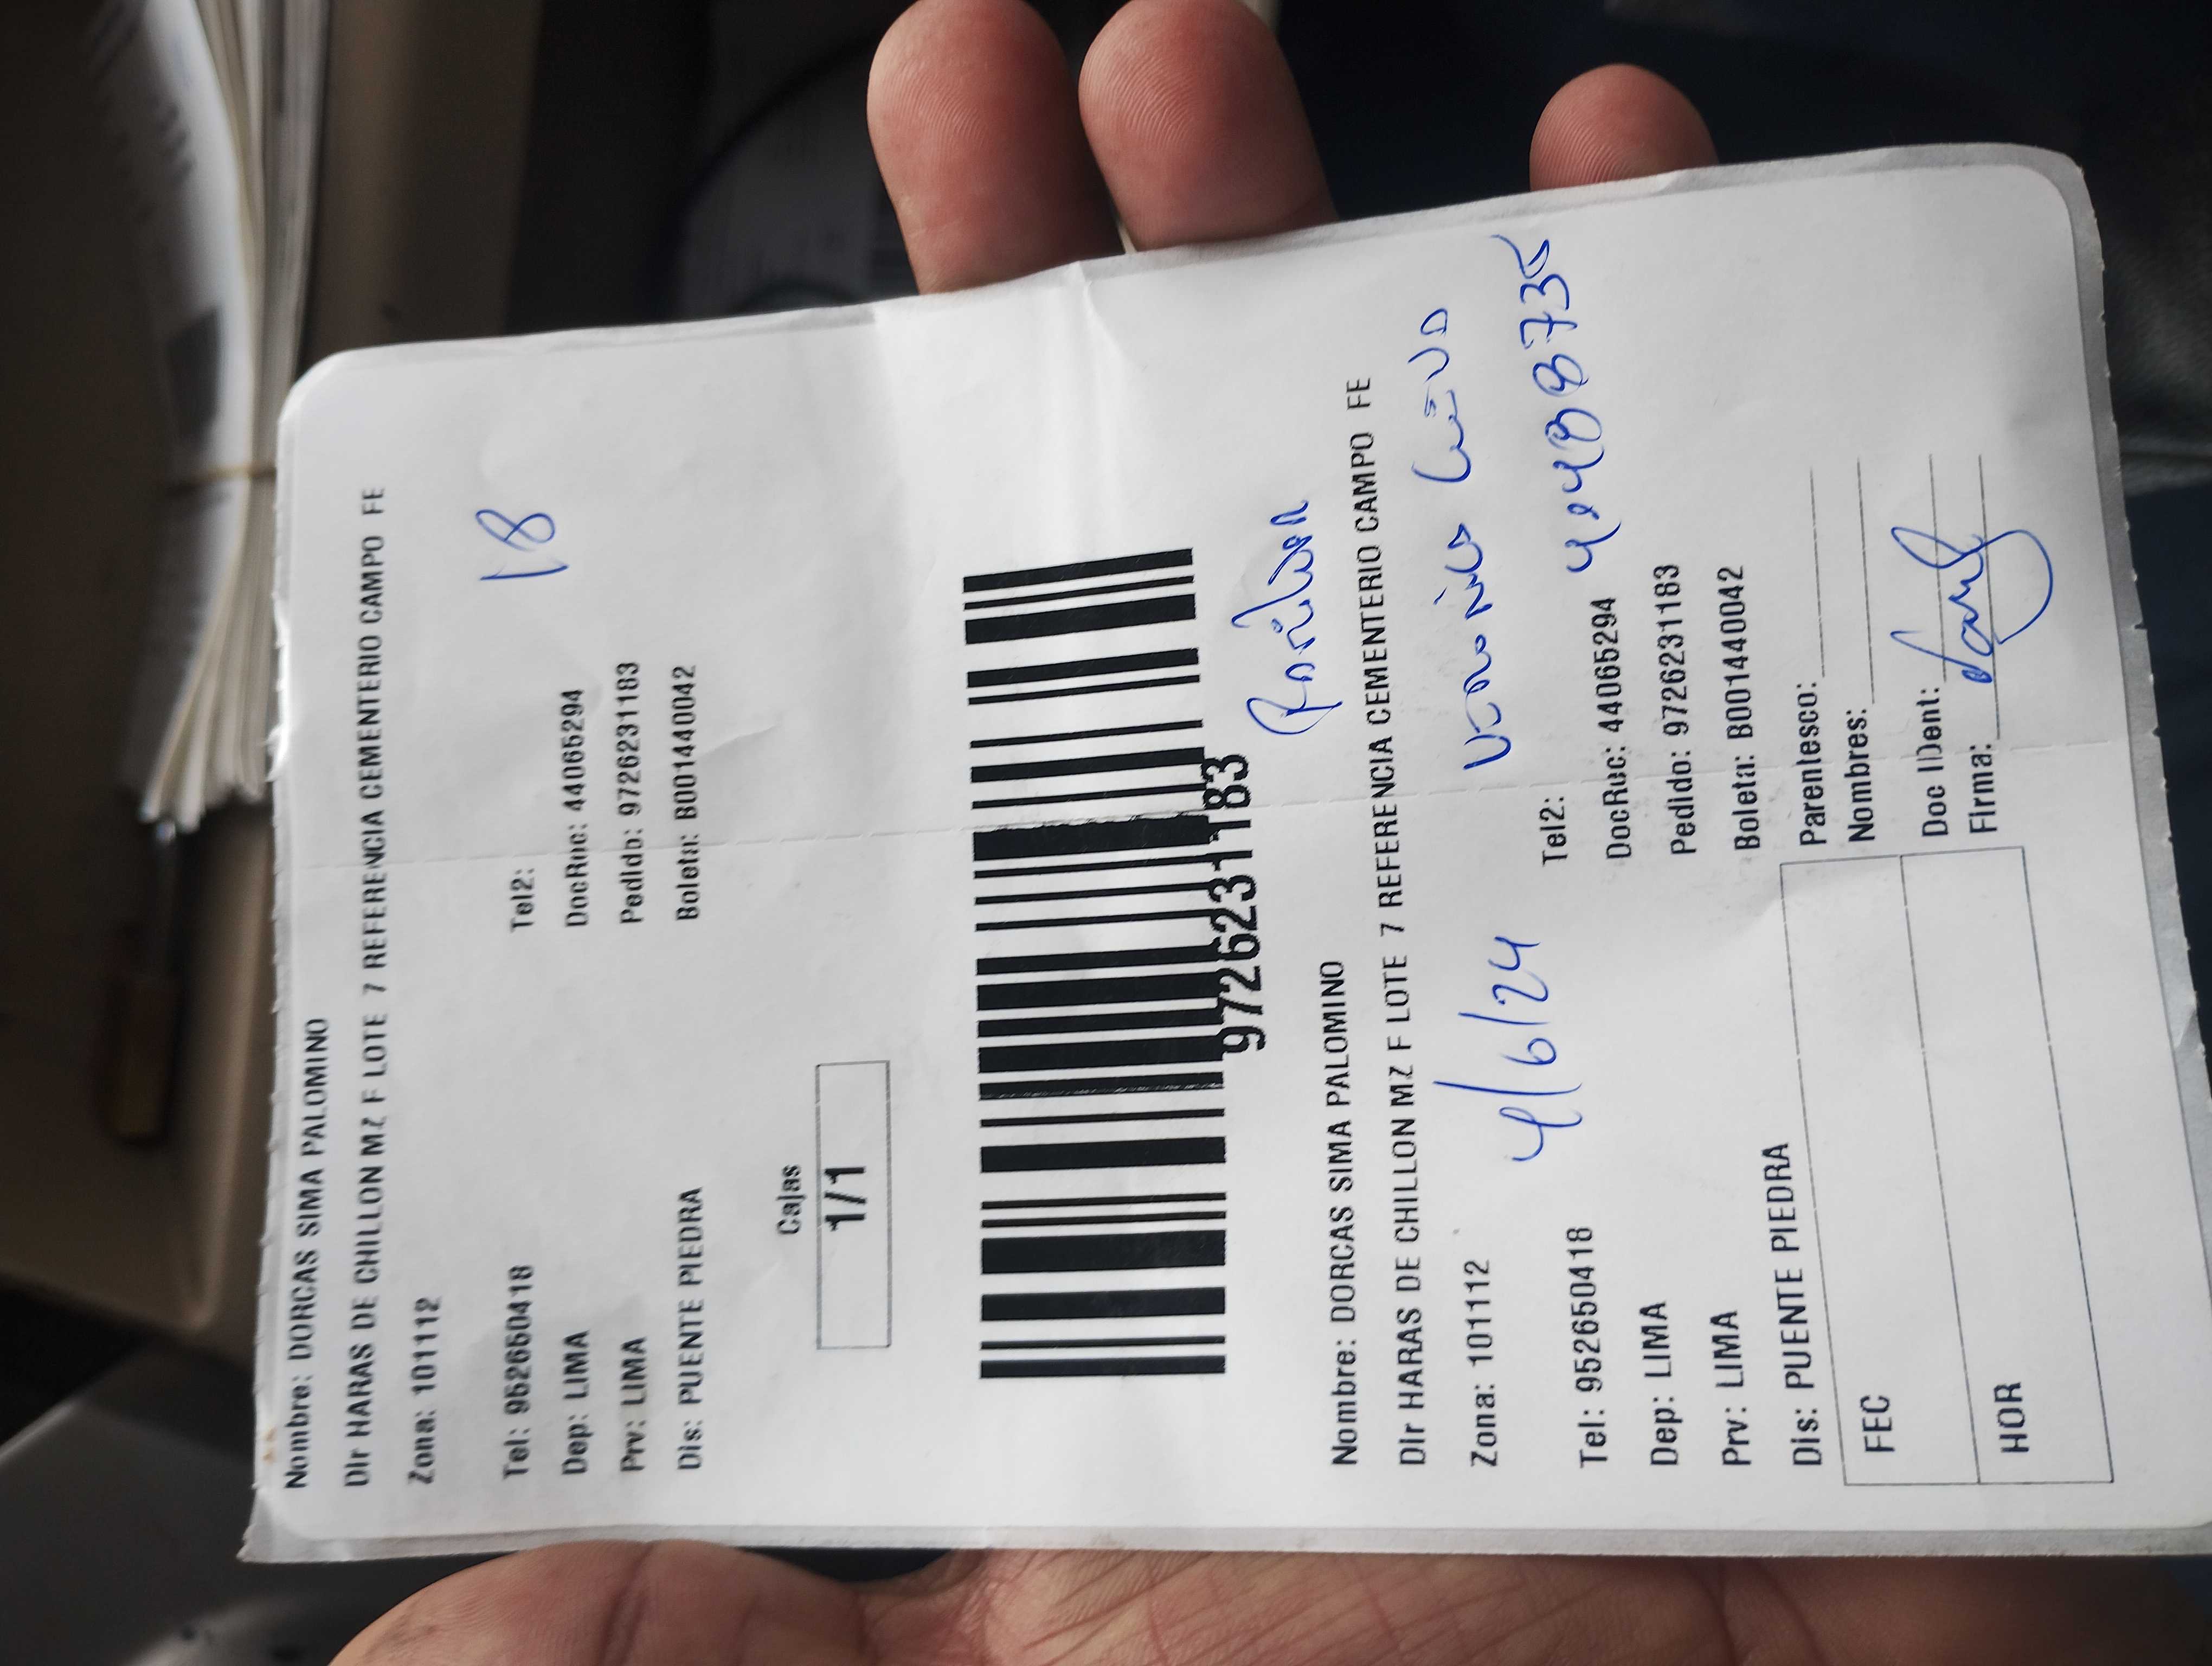 Nombre: DORCAS SIMA PALOMINO
DIr HARAS DE CHILLON MZ F LOTE 7 REFERENCIA CEMENTERIO CAMPO FE
Zona: 101112
18
Tel: 952650418 Tel2:
Dep: LIMA DocRuc: 44065294
Prv: LIMA Pedido: 9726231183
Dis: PUENTE PIEDRA Boleta: B001440042
Cajas
1/1
9726231183
Nombre: DORCAS SIMA PALOMINO
DIr HARAS DE CHILLON MZ F LOTE 7 REFERENCIA CEMENTERIO CAMPO FE
Zona: 101112
4/6/24
Tel: 952650418 Tel2:
Dep: LIMA DocRuc: 44065294
Prv: LIMA Pedido: 9726231183
Dis: PUENTE PIEDRA Boleta: B001440042
FEC
HOR
Parentesco:
Nombres:
Doc IDent:
Firma: